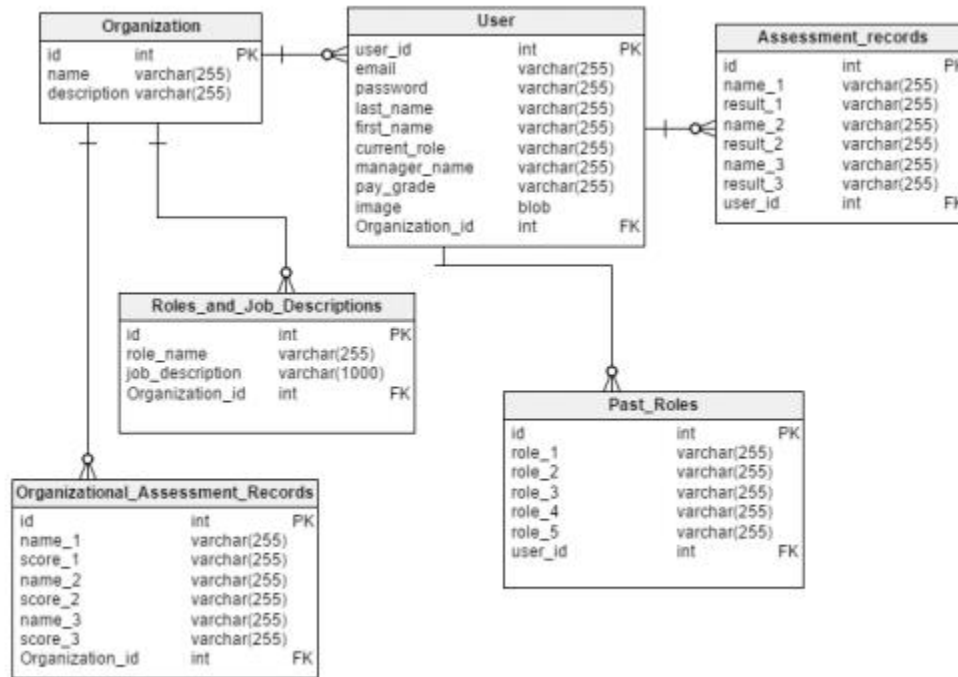 Organization
id int PK
name varchar(255)
description varchar(255)
User
user_id int PK
email varchar(255)
password varchar(255)
last_name varchar(255)
first_name varchar(255)
current_role varchar(255)
manager_name varchar(255)
pay_grade varchar(255)
image blob
Organization_id int FK
Assessment_records
id int PK
name_1 varchar(255)
result_1 varchar(255)
name_2 varchar(255)
result_2 varchar(255)
name_3 varchar(255)
result_3 varchar(255)
user_id int FK
Roles_and_Job_Descriptions
id int PK
role_name varchar(255)
job_description varchar(1000)
Organization_id int FK
Past_Roles
id int PK
role_1 varchar(255)
role_2 varchar(255)
role_3 varchar(255)
role_4 varchar(255)
role_5 varchar(255)
user_id int FK
Organizational_Assessment_Records
id int PK
name_1 varchar(255)
score_1 varchar(255)
name_2 varchar(255)
score_2 varchar(255)
name_3 varchar(255)
score_3 varchar(255)
Organization_id int FK